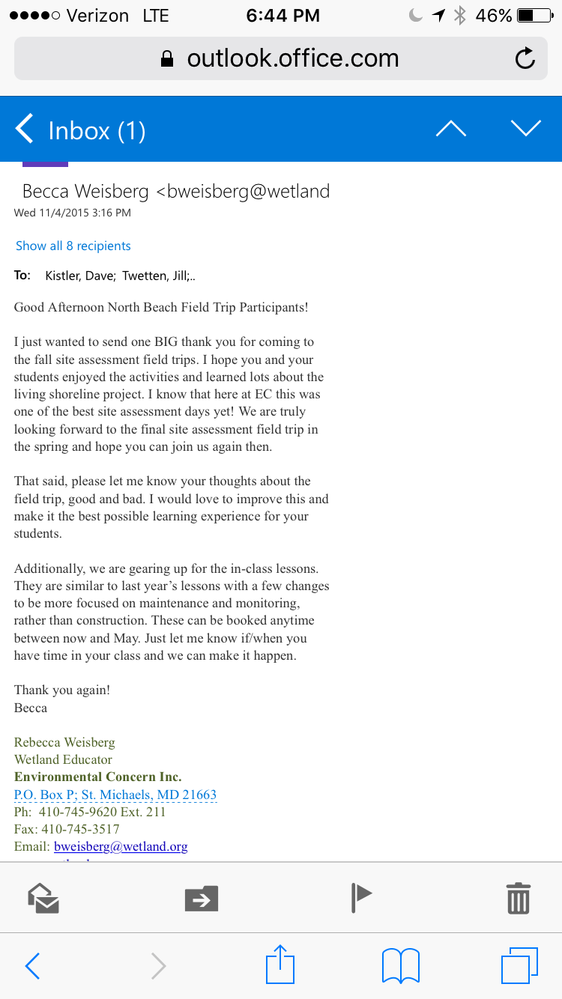 Verizon LTE 6:44 PM 46%
outlook.office.com
Inbox (1)
Becca Weisberg <bweisberg@wetland
Wed 11/4/2015 3:16 PM
Show all 8 recipients
To: Kistler, Dave; Twetten, Jill;..
Good Afternoon North Beach Field Trip Participants!
I just wanted to send one BIG thank you for coming to
the fall site assessment field trips. I hope you and your
students enjoyed the activities and learned lots about the
living shoreline project. I know that here at EC this was
one of the best site assessment days yet! We are truly
looking forward to the final site assessment field trip in
the spring and hope you can join us again then.
That said, please let me know your thoughts about the
field trip, good and bad. I would love to improve this and
make it the best possible learning experience for your
students.
Additionally, we are gearing up for the in-class lessons.
They are similar to last year’s lessons with a few changes
to be more focused on maintenance and monitoring,
rather than construction. These can be booked anytime
between now and May. Just let me know if/when you
have time in your class and we can make it happen.
Thank you again!
Becca
Rebecca Weisberg
Wetland Educator
Environmental Concern Inc.
P.O. Box P; St. Michaels, MD 21663
Ph: 410-745-9620 Ext. 211
Fax: 410-745-3517
Email: bweisberg@wetland.org